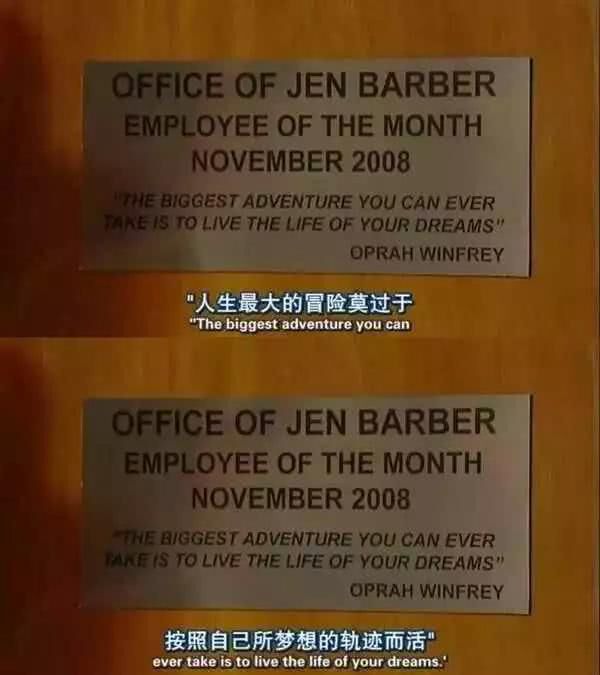 OFFICE OF JEN BARBER
EMPLOYEE OF THE MONTH
NOVEMBER 2008
"THE BIGGEST ADVENTURE YOU CAN EVER
TAKE IS TO LIVE THE LIFE OF YOUR DREAMS"
OPRAH WINFREY
"人生最大的冒险莫过于
"The biggest adventure you can
OFFICE OF JEN BARBER
EMPLOYEE OF THE MONTH
NOVEMBER 2008
"THE BIGGEST ADVENTURE YOU CAN EVER
TAKE IS TO LIVE THE LIFE OF YOUR DREAMS"
OPRAH WINFREY
按照自己所梦想的轨迹而活"
ever take is to live the life of your dreams.'